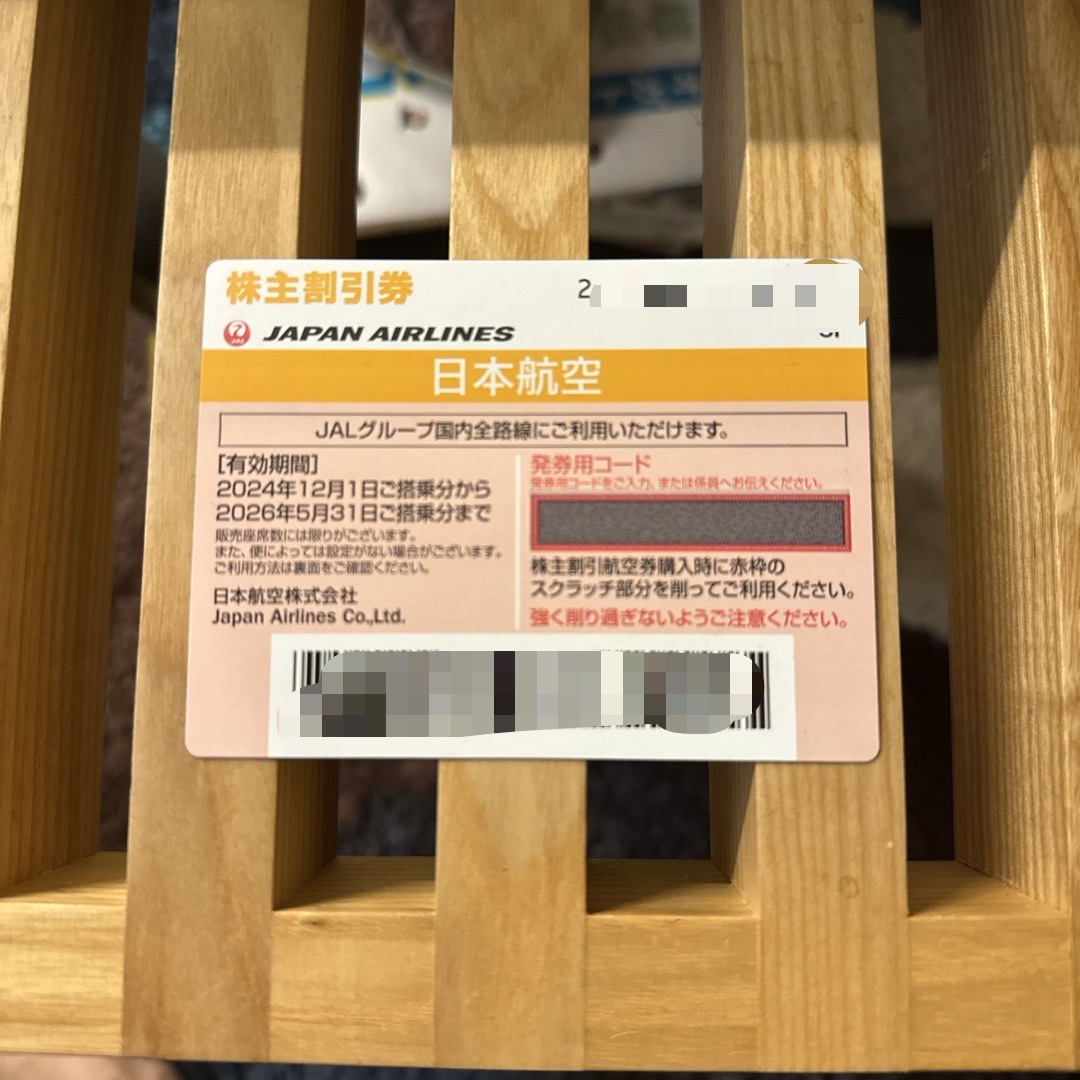 株主割引券
2
JAPAN AIRLINES
日本航空
JALグループ国内全路線にご利用いただけます。
[有効期間]
2024年12月1日ご搭乗分から
2026年5月31日ご搭乗分まで
販売座席数には限りがございます。
また、便によっては設定がない場合がございます。
ご利用方法は裏面をご確認ください。
日本航空株式会社
Japan Airlines Co.,Ltd.
発券用コード
発券用コードをご入力、または係員へお伝えください。
株主割引航空券購入時に赤枠の
スクラッチ部分を削ってご利用ください。
強く削り過ぎないようご注意ください。